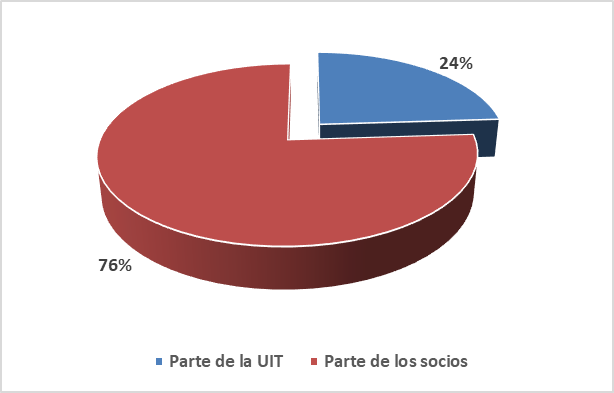 24%
76%
Parte de la UIT
Parte de los socios